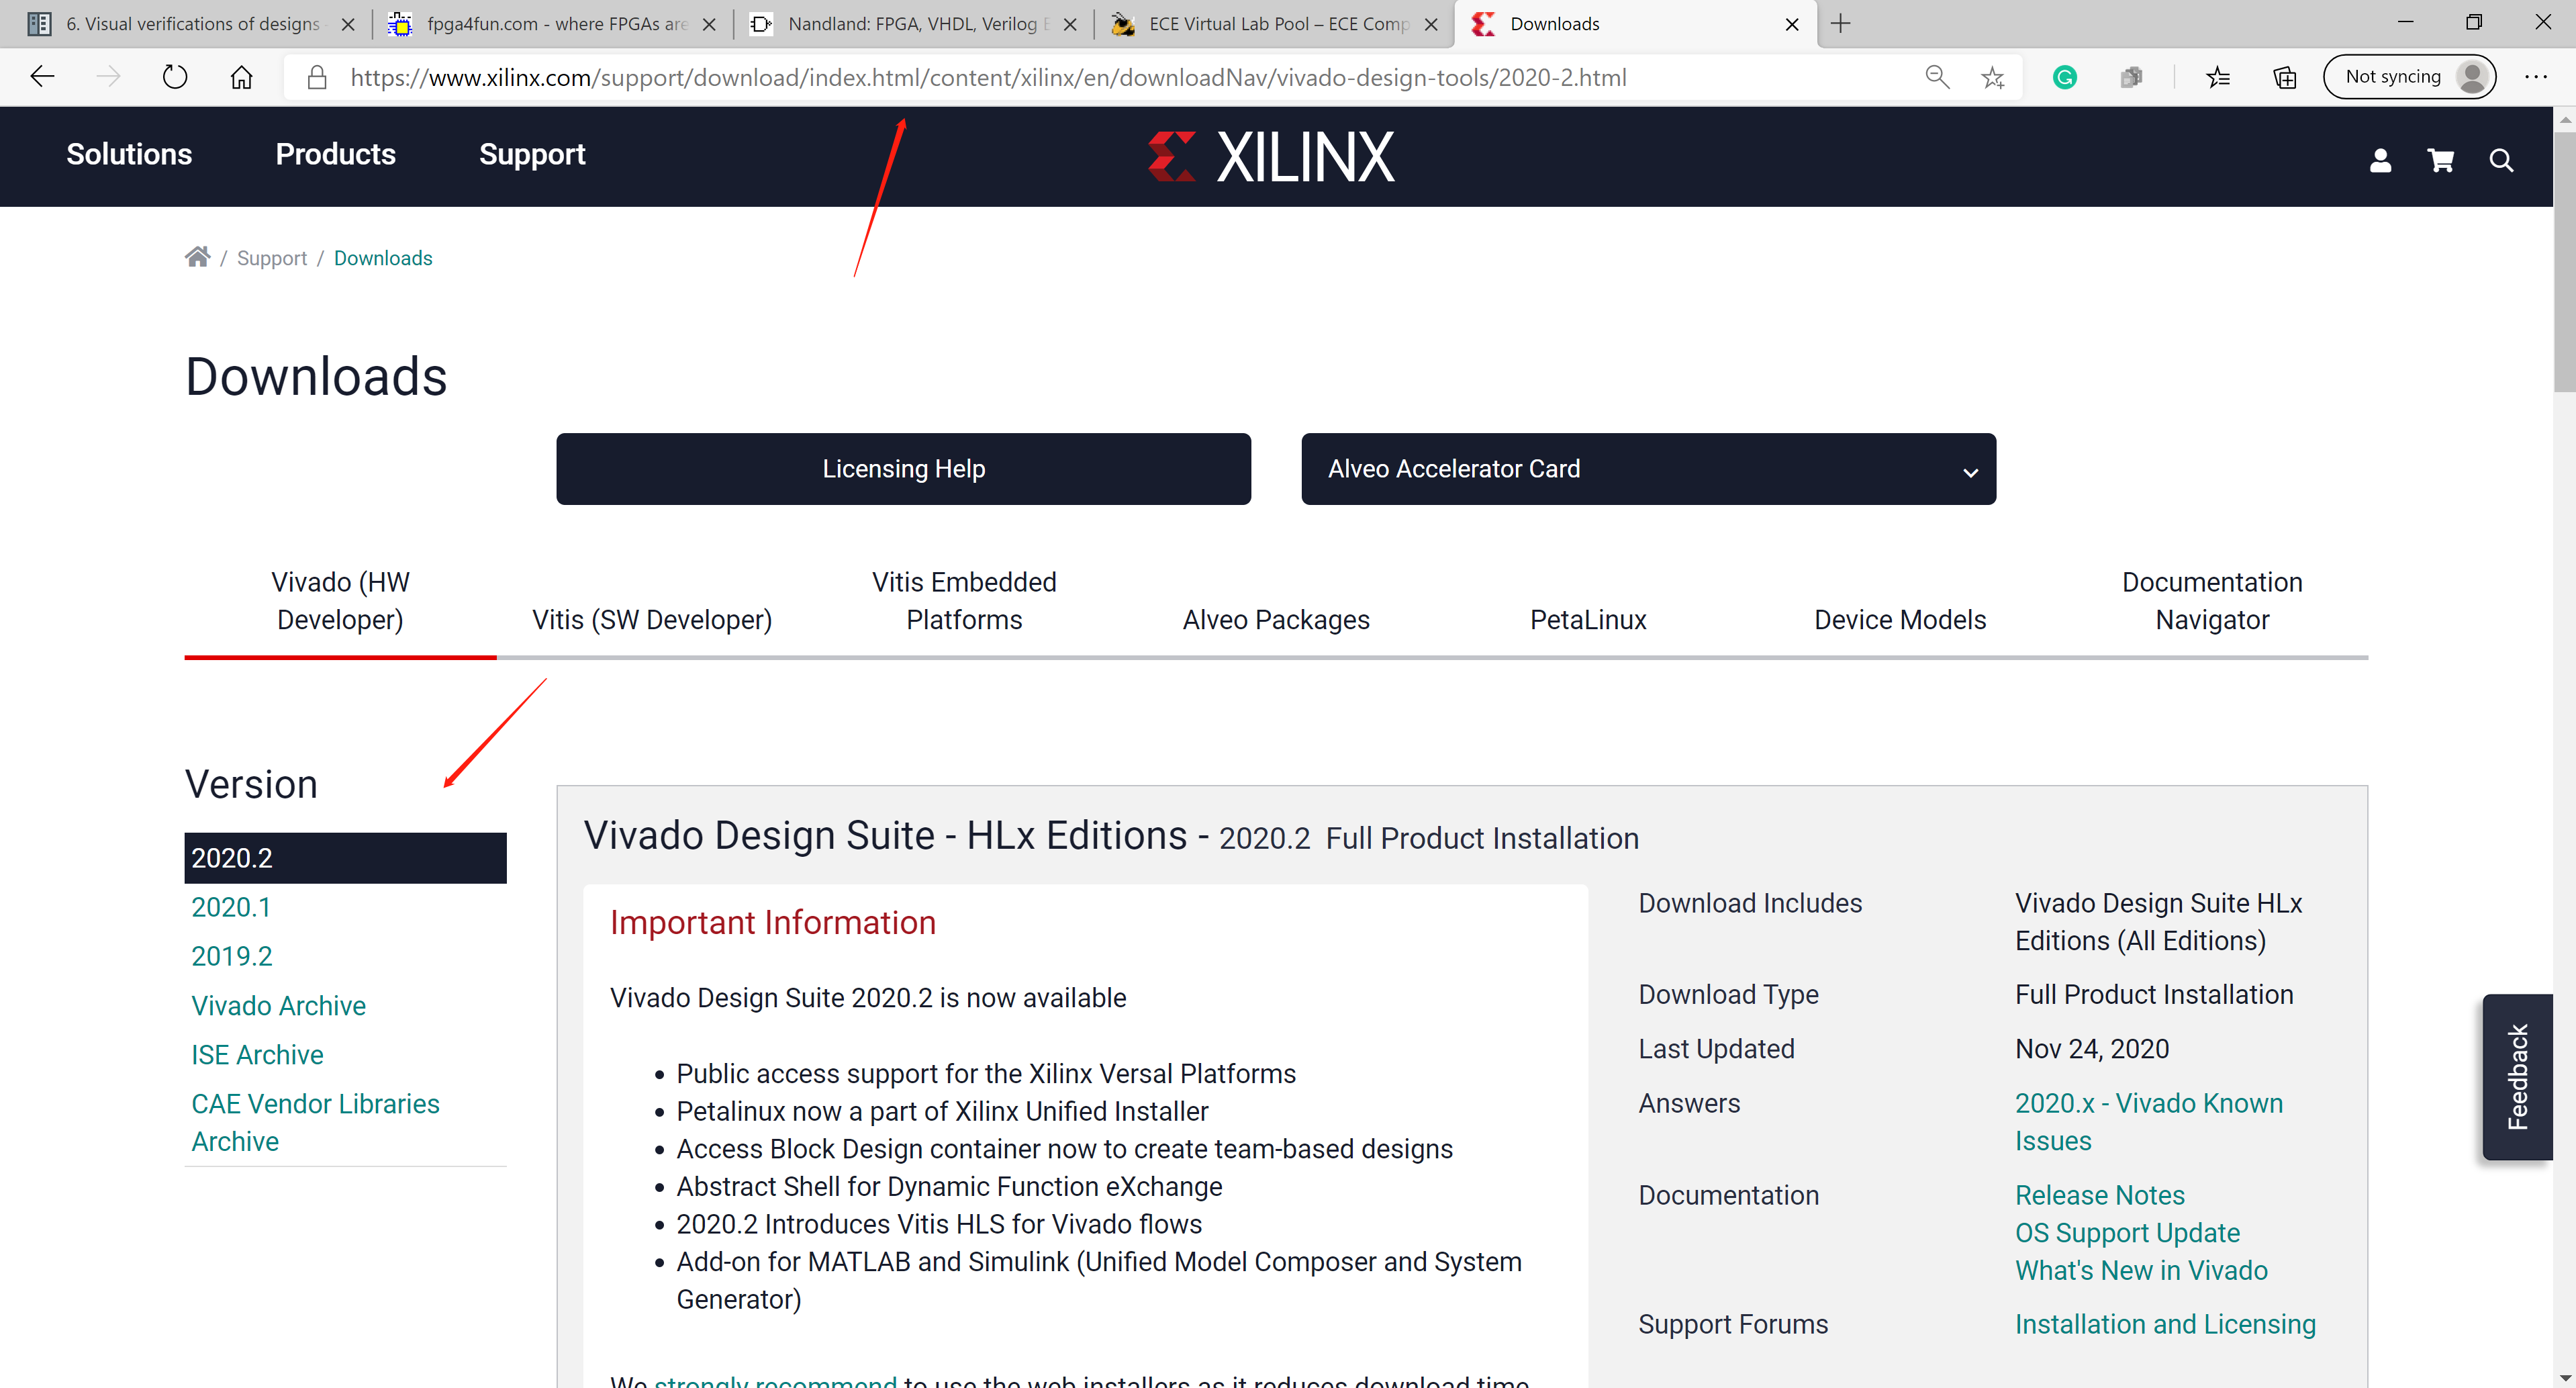 6. Visual verifications of designs
fpga4fun.com - where FPGAs are
Nandland: FPGA, VHDL, Verilog E
ECE Virtual Lab Pool – ECE Comp
Downloads
https://www.xilinx.com/support/download/index.html/content/xilinx/en/downloadNav/vivado-design-tools/2020-2.html
Not syncing
Solutions
Products
Support
XILINX
/ Support / Downloads
Downloads
Licensing Help
Alveo Accelerator Card
Vivado (HW
Developer)
Vitis (SW Developer)
Vitis Embedded
Platforms
Alveo Packages
PetaLinux
Device Models
Documentation
Navigator
Version
2020.2
2020.1
2019.2
Vivado Archive
ISE Archive
CAE Vendor Libraries
Archive
Vivado Design Suite - HLx Editions - 2020.2 Full Product Installation
Important Information
Vivado Design Suite 2020.2 is now available
• Public access support for the Xilinx Versal Platforms
• Petalinux now a part of Xilinx Unified Installer
• Access Block Design container now to create team-based designs
• Abstract Shell for Dynamic Function eXchange
• 2020.2 Introduces Vitis HLS for Vivado flows
• Add-on for MATLAB and Simulink (Unified Model Composer and System
Generator)
We strongly recommend to use the web installers as it reduces download time
Download Includes
Vivado Design Suite HLx
Editions (All Editions)
Download Type
Full Product Installation
Last Updated
Nov 24, 2020
Answers
2020.x - Vivado Known
Issues
Documentation
Release Notes
OS Support Update
What's New in Vivado
Support Forums
Installation and Licensing
Feedback